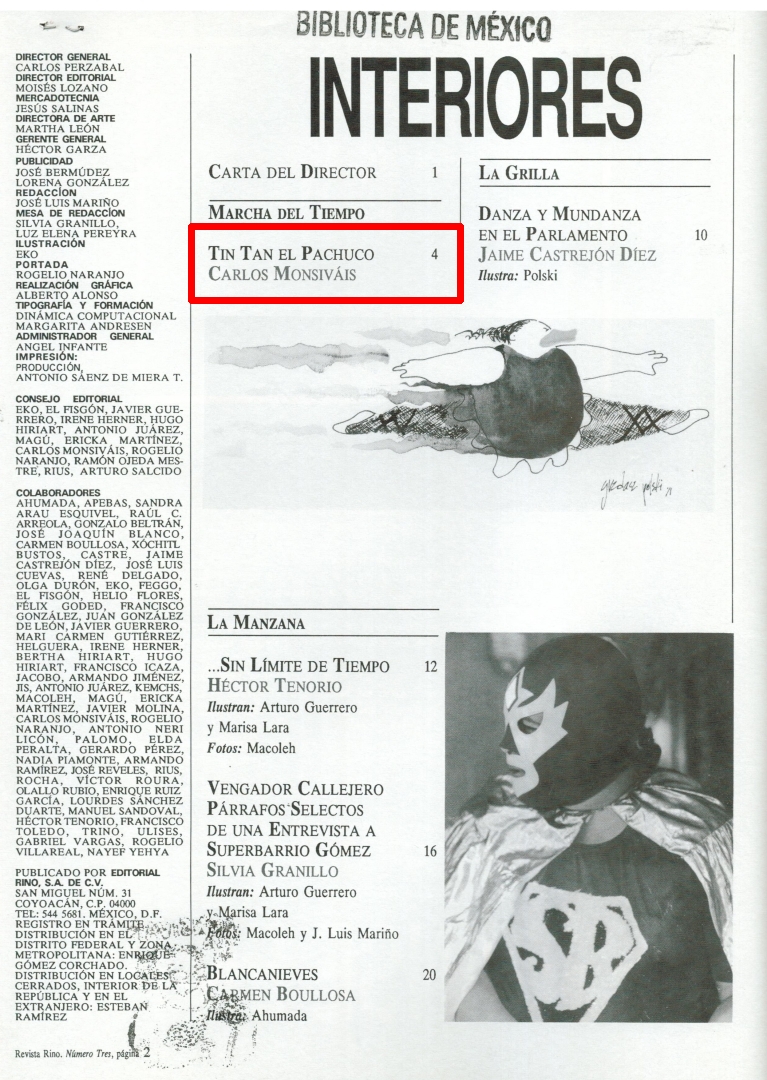 BIBLIOTECA DE MÉXICO
INTERIORES
DIRECTOR GENERAL
CARLOS PERZABAL
DIRECTOR EDITORIAL
MOISÉS LOZANO
MERCADOTECNIA
JESÚS SALINAS
DIRECTORA DE ARTE
MARTHA LEÓN
GERENTE GENERAL
HÉCTOR GARZA
PUBLICIDAD
JOSÉ BERMÚDEZ
LORENA GONZÁLEZ
REDACCÍON
JOSÉ LUIS MARIÑO
MESA DE REDACCÍON
SILVIA GRANILLO,
LUZ ELENA PEREYRA
ILUSTRACIÓN
EKO
PORTADA
ROGELIO NARANJO
REALIZACIÓN GRÁFICA
ALBERTO ALONSO
TIPOGRAFÍA Y FORMACIÓN
DINÁMICA COMPUTACIONAL
MARGARITA ANDRESEN
ADMINISTRADOR GENERAL
ANGEL INFANTE
IMPRESIÓN:
PRODUCCIÓN,
ANTONIO SÁENZ DE MIERA T.
CONSEJO EDITORIAL
EKO, EL FISGÓN, JAVIER GUE-
RRERO, IRENE HERNER, HUGO
HIRIART, ANTONIO JUÁREZ,
MAGÚ, ERICKA MARTÍNEZ,
CARLOS MONSIVÁIS, ROGELIO
NARANJO, RAMÓN OJEDA MES-
TRE, RIUS, ARTURO SALCIDO
COLABORADORES
AHUMADA, APEBAS, SANDRA
ARAU ESQUIVEL, RAÚL C.
ARREOLA, GONZALO BELTRÁN,
JOSÉ JOAQUÍN BLANCO,
CARMEN BOULLOSA, XÓCHITL
BUSTOS, CASTRE, JAIME
CASTREJÓN DÍEZ, JOSÉ LUIS
CUEVAS, RENÉ DELGADO,
OLGA DURÓN, EKO, FEGGO,
EL FISGÓN, HELIO FLORES,
FÉLIX GODED, FRANCISCO
GONZÁLEZ, JUAN GONZÁLEZ
DE LEÓN, JAVIER GUERRERO,
MARI CARMEN GUTIÉRREZ,
HELGUERA, IRENE HERNER,
BERTHA HIRIART, HUGO
HIRIART, FRANCISCO ICAZA,
JACOBO, ARMANDO JIMÉNEZ,
JIS, ANTONIO JUÁREZ, KEMCHS,
MACOLEH, MAGÚ, ERICKA
MARTÍNEZ, JAVIER MOLINA,
CARLOS MONSIVÁIS, ROGELIO
NARANJO, ANTONIO NERI
LICÓN, PALOMO, ELDA
PERALTA, GERARDO PÉREZ,
NADIA PIAMONTE, ARMANDO
RAMÍREZ, JOSÉ REVELES, RIUS,
ROCHA, VÍCTOR ROURA,
OLALLO RUBIO, ENRIQUE RUIZ
GARCÍA, LOURDES SÁNCHEZ
DUARTE, MANUEL SANDOVAL,
HÉCTOR TENORIO, FRANCISCO
TOLEDO, TRINO, ULISES,
GABRIEL VARGAS, ROGELIO
VILLAREAL, NAYEF YEHYA
PUBLICADO POR EDITORIAL
RINO, S.A. DE C.V.
SAN MIGUEL NÚM. 31
COYOACÁN, C.P. 04000
TEL: 544 5681. MÉXICO, D.F.
REGISTRO EN TRÁMITE
DISTRIBUCIÓN EN EL
DISTRITO FEDERAL Y ZONA
METROPOLITANA: ENRIQUE
GÓMEZ CORCHADO.
DISTRIBUCIÓN EN LOCALES
CERRADOS, INTERIOR DE LA
REPÚBLICA Y EN EL
EXTRANJERO: ESTEBAN
RAMÍREZ
Revista Rino. Número Tres, página 2
CARTA DEL DIRECTOR 1
MARCHA DEL TIEMPO
TIN TAN EL PACHUCO 4
CARLOS MONSIVÁIS
LA GRILLA
DANZA Y MUNDANZA
EN EL PARLAMENTO 10
JAIME CASTREJÓN DÍEZ
Ilustra: Polski
LA MANZANA
...SIN LÍMITE DE TIEMPO 12
HÉCTOR TENORIO
Ilustran: Arturo Guerrero
y Marisa Lara
Fotos: Macoleh
VENGADOR CALLEJERO
PÁRRAFOS SELECTOS
DE UNA ENTREVISTA A
SUPERBARRIO GÓMEZ 16
SILVIA GRANILLO
Ilustran: Arturo Guerrero
y Marisa Lara
Fotos: Macoleh y J. Luis Mariño
BLANCANIEVES 20
CARMEN BOULLOSA
Ilustra: Ahumada
SB